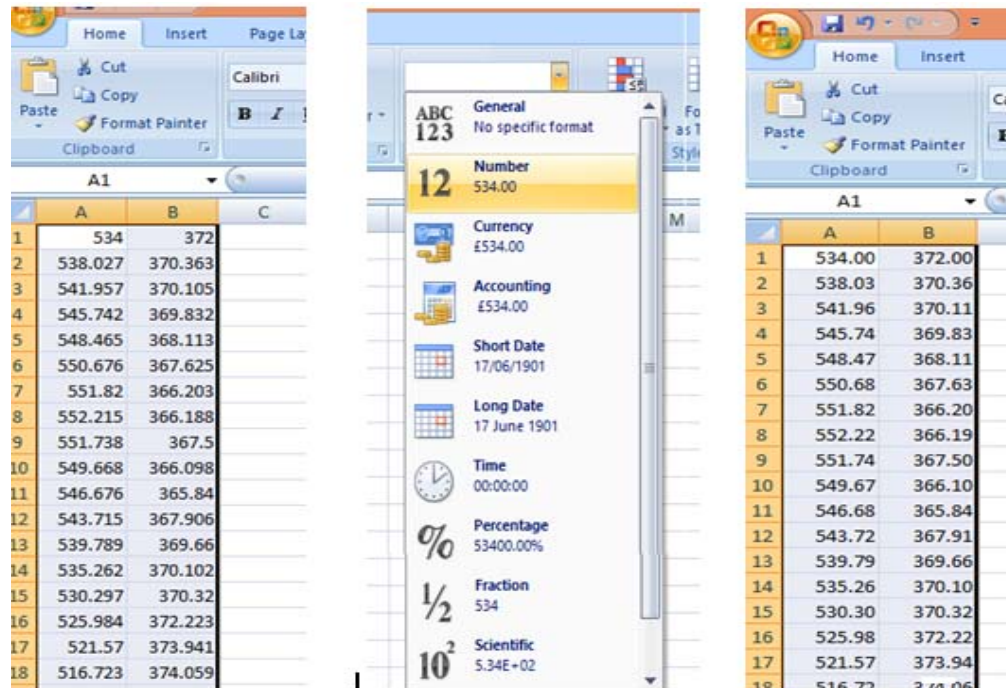 Home Insert Page La
Cut
Copy
Paste
Format Painter
Clipboard
Calibri
B I
A1
A B C
1 534 372
2 538.027 370.363
3 541.957 370.105
4 545.742 369.832
5 548.465 368.113
6 550.676 367.625
7 551.82 366.203
8 552.215 366.188
9 551.738 367.5
10 549.668 366.098
11 546.676 365.84
12 543.715 367.906
13 539.789 369.66
14 535.262 370.102
15 530.297 370.32
16 525.984 372.223
17 521.57 373.941
18 516.723 374.059
ABC
123
General
No specific format
12
Number
534.00
Currency
£534.00
Accounting
£534.00
Short Date
17/06/1901
Long Date
17 June 1901
Time
00:00:00
%
Percentage
53400.00%
1/2
Fraction
534
10²
Scientific
5.34E+02
Fo
as T
Style
M
Home Insert
Cut
Copy
Paste
Format Painter
Clipboard
A1
A B
1 534.00 372.00
2 538.03 370.36
3 541.96 370.11
4 545.74 369.83
5 548.47 368.11
6 550.68 367.63
7 551.82 366.20
8 552.22 366.19
9 551.74 367.50
10 549.67 366.10
11 546.68 365.84
12 543.72 367.91
13 539.79 369.66
14 535.26 370.10
15 530.30 370.32
16 525.98 372.22
17 521.57 373.94
18 516.72